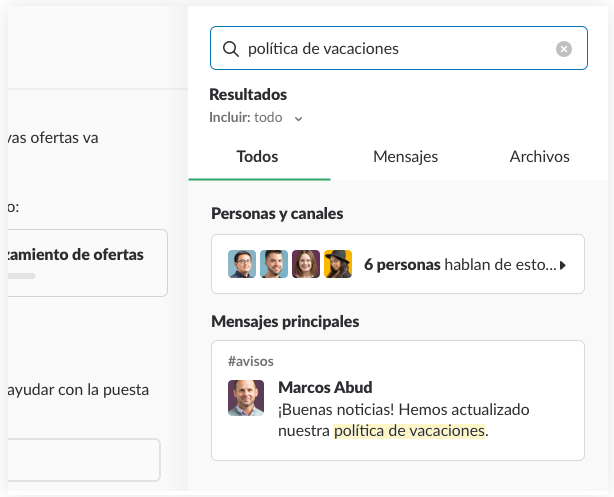 política de vacaciones
Resultados
Incluir: todo
Todos Mensajes Archivos
Personas y canales
6 personas hablan de esto...
Mensajes principales
#avisos
Marcos Abud
¡Buenas noticias! Hemos actualizado
nuestra política de vacaciones.
vas ofertas va
o:
zamiento de ofertas
ayudar con la puesta